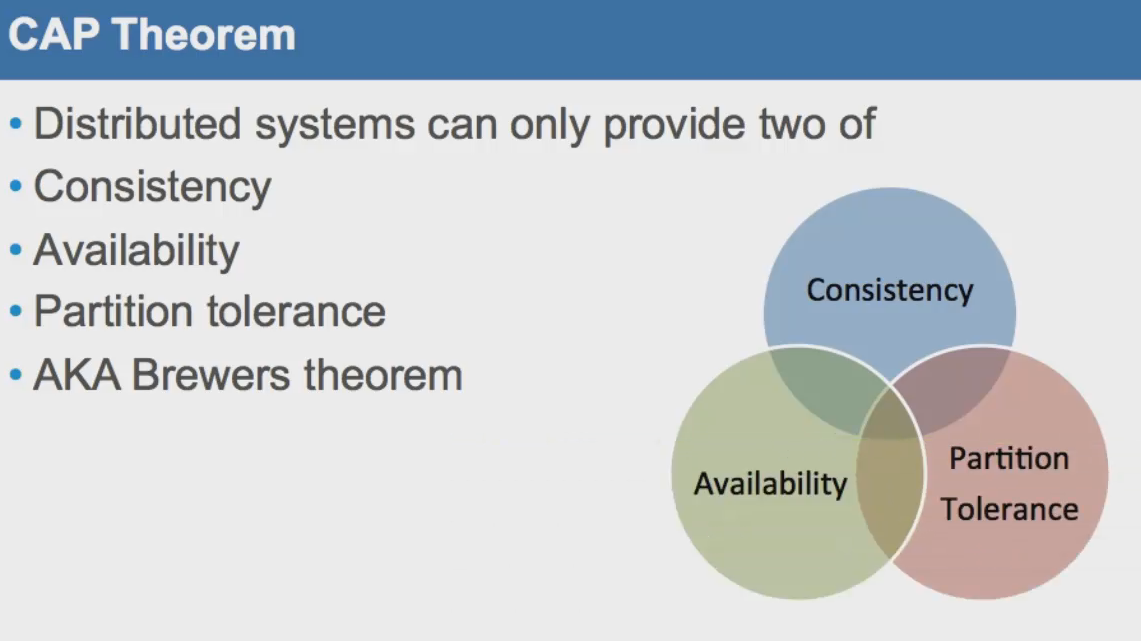 CAP Theorem
• Distributed systems can only provide two of
• Consistency
• Availability
• Partition tolerance
• AKA Brewers theorem
Consistency
Availability
Partition
Tolerance